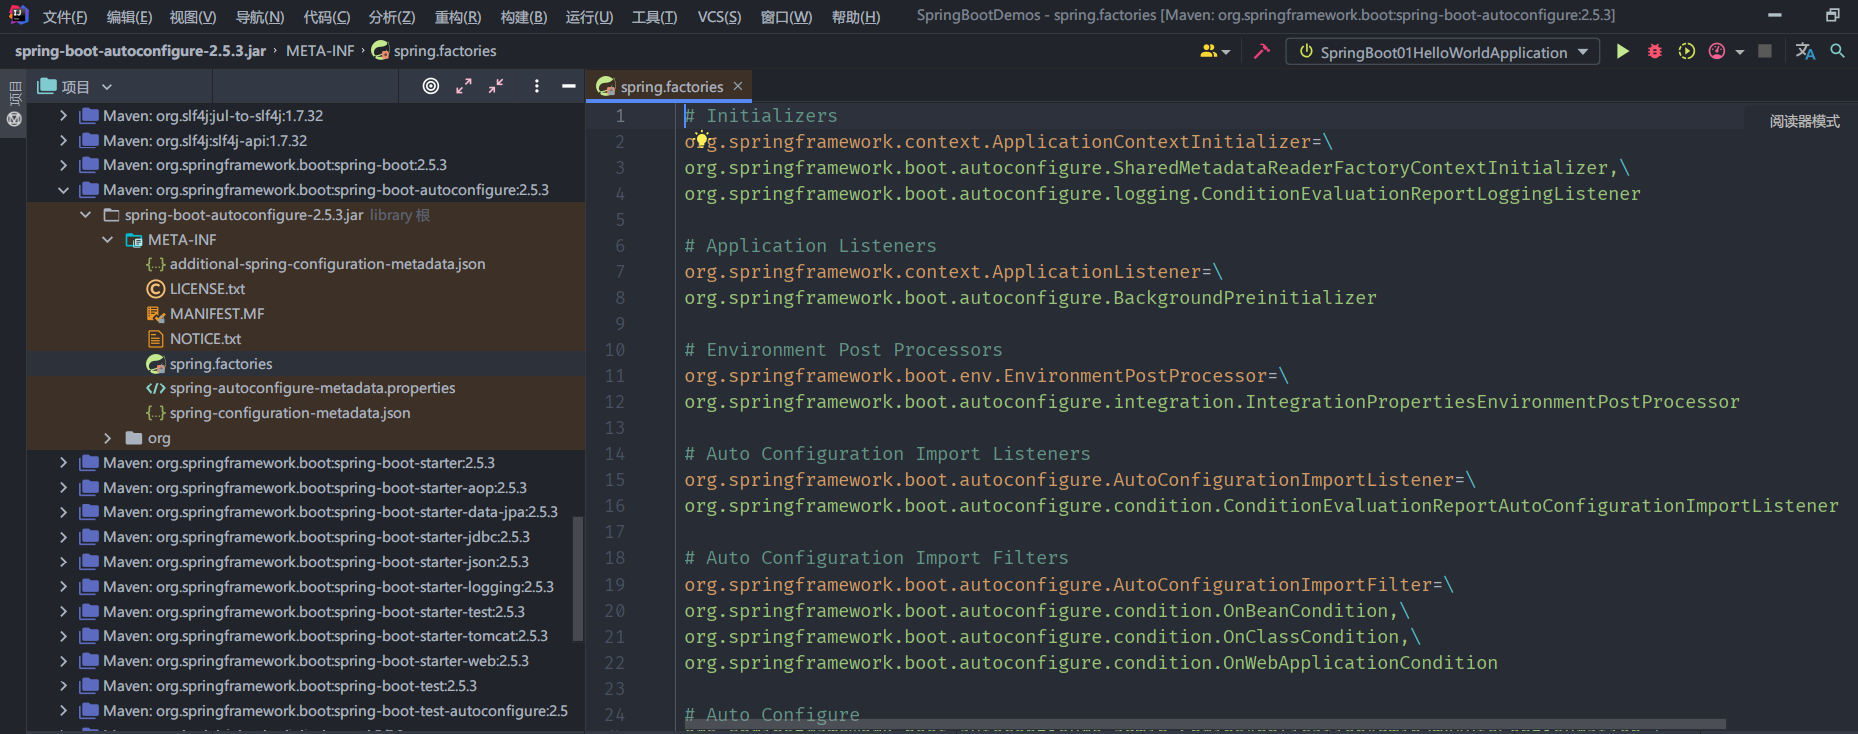 文件(F) 编辑(E) 视图(V) 导航(N) 代码(C) 分析(Z) 重构(R) 构建(B) 运行(U) 工具(T) VCS(S) 窗口(W) 帮助(H) SpringBootDemos - spring.factories [Maven: org.springframework.boot:spring-boot-autoconfigure:2.5.3]
spring-boot-autoconfigure-2.5.3.jar › META-INF › spring.factories SpringBoot01HelloWorldApplication
项目
项目
Maven: org.slf4j:jul-to-slf4j:1.7.32
Maven: org.slf4j:slf4j-api:1.7.32
Maven: org.springframework.boot:spring-boot:2.5.3
Maven: org.springframework.boot:spring-boot-autoconfigure:2.5.3
spring-boot-autoconfigure-2.5.3.jar library 根
META-INF
additional-spring-configuration-metadata.json
LICENSE.txt
MANIFEST.MF
NOTICE.txt
spring.factories
spring-autoconfigure-metadata.properties
spring-configuration-metadata.json
org
Maven: org.springframework.boot:spring-boot-starter:2.5.3
Maven: org.springframework.boot:spring-boot-starter-aop:2.5.3
Maven: org.springframework.boot:spring-boot-starter-data-jpa:2.5.3
Maven: org.springframework.boot:spring-boot-starter-jdbc:2.5.3
Maven: org.springframework.boot:spring-boot-starter-json:2.5.3
Maven: org.springframework.boot:spring-boot-starter-logging:2.5.3
Maven: org.springframework.boot:spring-boot-starter-test:2.5.3
Maven: org.springframework.boot:spring-boot-starter-tomcat:2.5.3
Maven: org.springframework.boot:spring-boot-starter-web:2.5.3
Maven: org.springframework.boot:spring-boot-test:2.5.3
Maven: org.springframework.boot:spring-boot-test-autoconfigure:2.5
spring.factories
阅读器模式
1 # Initializers
2 org.springframework.context.ApplicationContextInitializer=\
3 org.springframework.boot.autoconfigure.SharedMetadataReaderFactoryContextInitializer,\
4 org.springframework.boot.autoconfigure.logging.ConditionEvaluationReportLoggingListener
5
6 # Application Listeners
7 org.springframework.context.ApplicationListener=\
8 org.springframework.boot.autoconfigure.BackgroundPreinitializer
9
10 # Environment Post Processors
11 org.springframework.boot.env.EnvironmentPostProcessor=\
12 org.springframework.boot.autoconfigure.integration.IntegrationPropertiesEnvironmentPostProcessor
13
14 # Auto Configuration Import Listeners
15 org.springframework.boot.autoconfigure.AutoConfigurationImportListener=\
16 org.springframework.boot.autoconfigure.condition.ConditionEvaluationReportAutoConfigurationImportListener
17
18 # Auto Configuration Import Filters
19 org.springframework.boot.autoconfigure.AutoConfigurationImportFilter=\
20 org.springframework.boot.autoconfigure.condition.OnBeanCondition,\
21 org.springframework.boot.autoconfigure.condition.OnClassCondition,\
22 org.springframework.boot.autoconfigure.condition.OnWebApplicationCondition
23
24 # Auto Configure